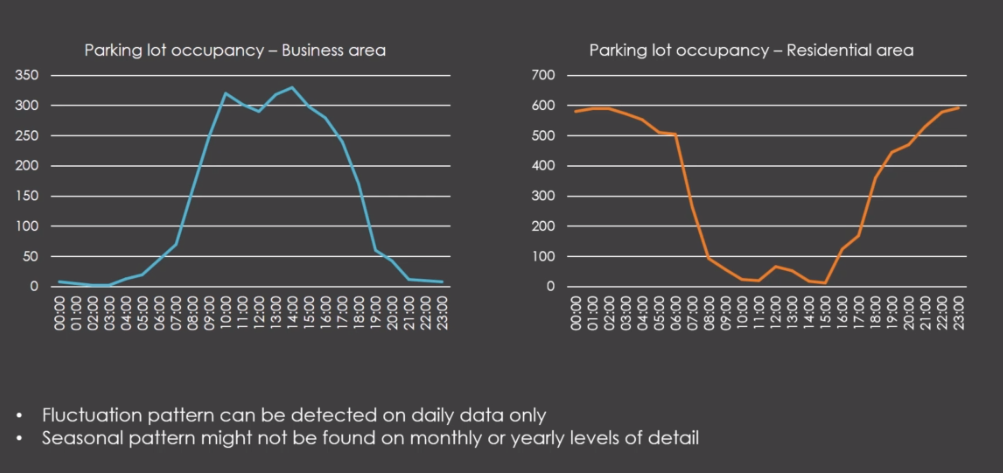 Parking lot occupancy – Business area
350
300
250
200
150
100
50
0
00:00 01:00 02:00 03:00 04:00 05:00 06:00 07:00 08:00 09:00 10:00 11:00 12:00 13:00 14:00 15:00 16:00 17:00 18:00 19:00 20:00 21:00 22:00 23:00
Parking lot occupancy – Residential area
700
600
500
400
300
200
100
0
00:00 01:00 02:00 03:00 04:00 05:00 06:00 07:00 08:00 09:00 10:00 11:00 12:00 13:00 14:00 15:00 16:00 17:00 18:00 19:00 20:00 21:00 22:00 23:00
• Fluctuation pattern can be detected on daily data only
• Seasonal pattern might not be found on monthly or yearly levels of detail